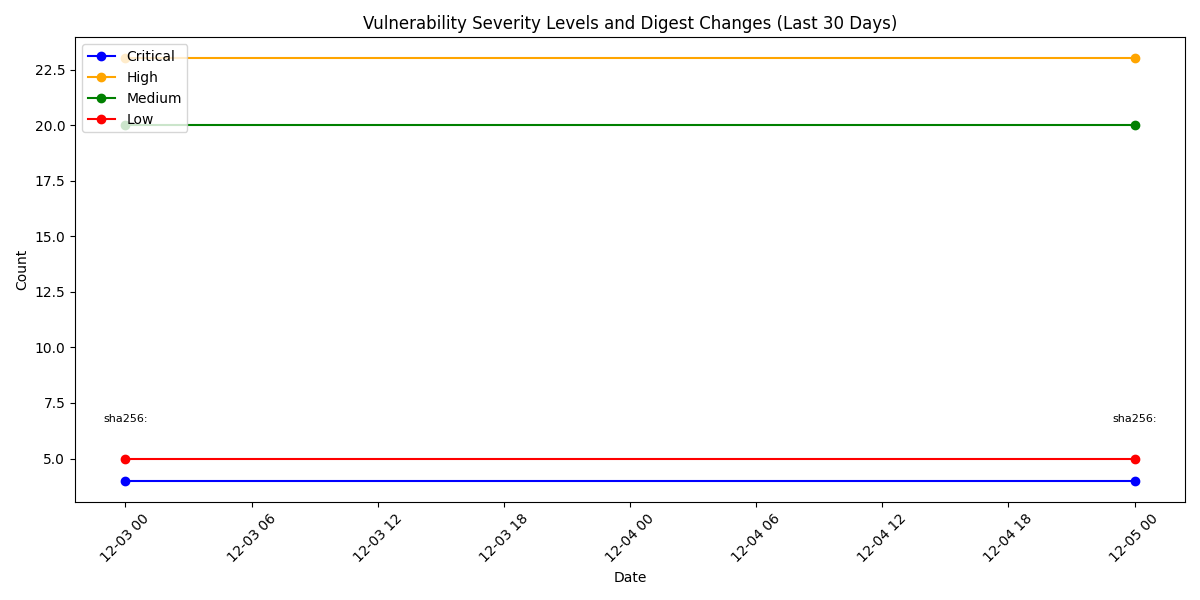 Vulnerability Severity Levels and Digest Changes (Last 30 Days)
Critical
High
Medium
Low
22.5
20.0
17.5
15.0
12.5
10.0
7.5
5.0
Count
sha256:
sha256:
12-03 00
12-03 06
12-03 12
12-03 18
12-04 00
12-04 06
12-04 12
12-04 18
12-05 00
Date